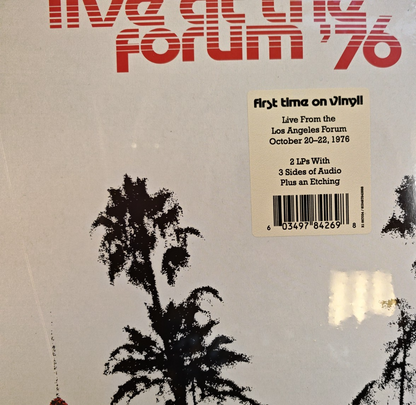 live at the
forum '76
first time on vinyl!
Live From the
Los Angeles Forum
October 20–22, 1976
2 LPs With
3 Sides of Audio
Plus an Etching
6 03497 84269 8